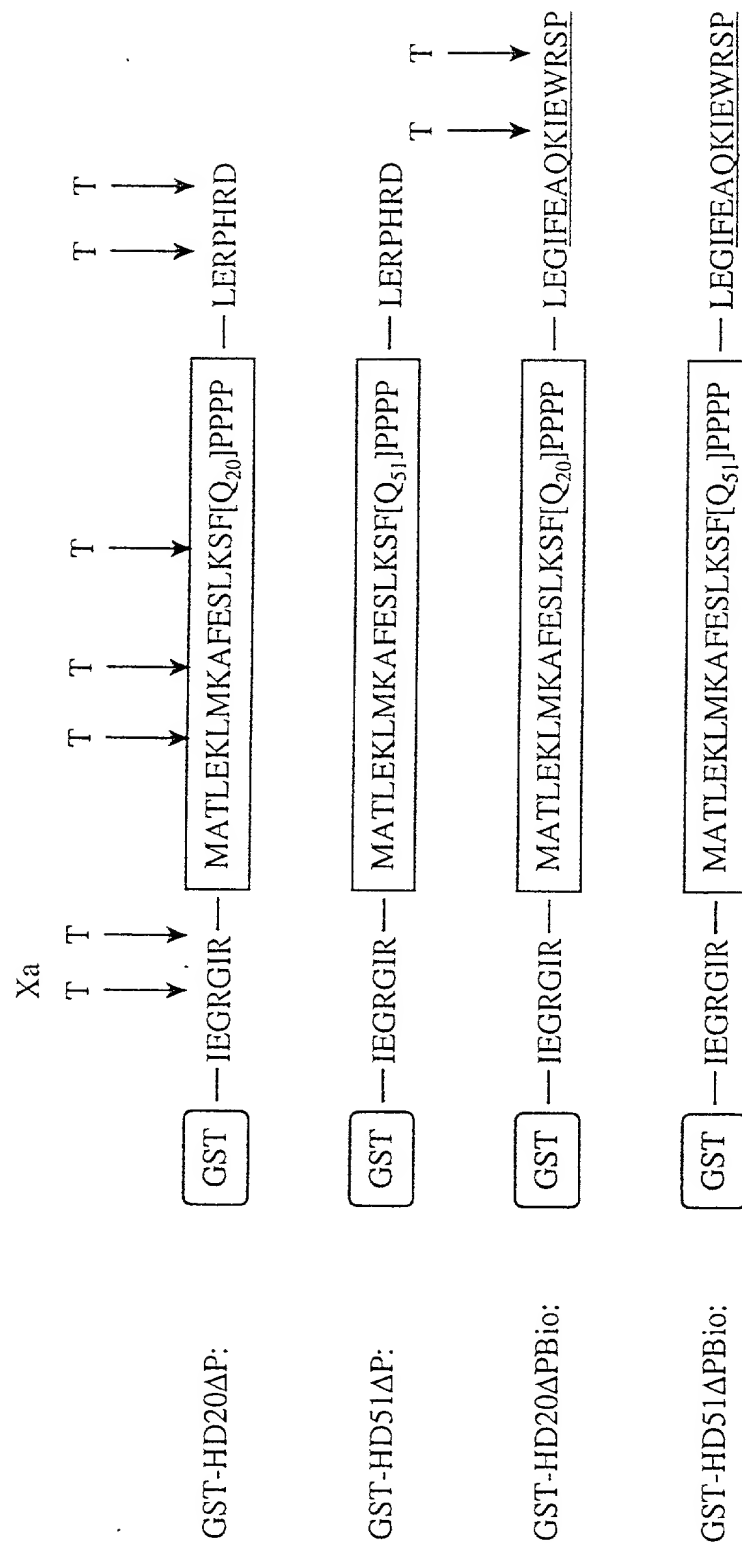 Xa
T T T T T T T
GST-HD20ΔP: GST — IEGRGIR — MATLEKLMKAFESLKSF[Q20]PPPP — LERPHRD
GST-HD51ΔP: GST — IEGRGIR — MATLEKLMKAFESLKSF[Q51]PPPP — LERPHRD
T T
GST-HD20ΔPBio: GST — IEGRGIR — MATLEKLMKAFESLKSF[Q20]PPPP — LEGIFEAQKIEWRSP
GST-HD51ΔPBio: GST — IEGRGIR — MATLEKLMKAFESLKSF[Q51]PPPP — LEGIFEAQKIEWRSP